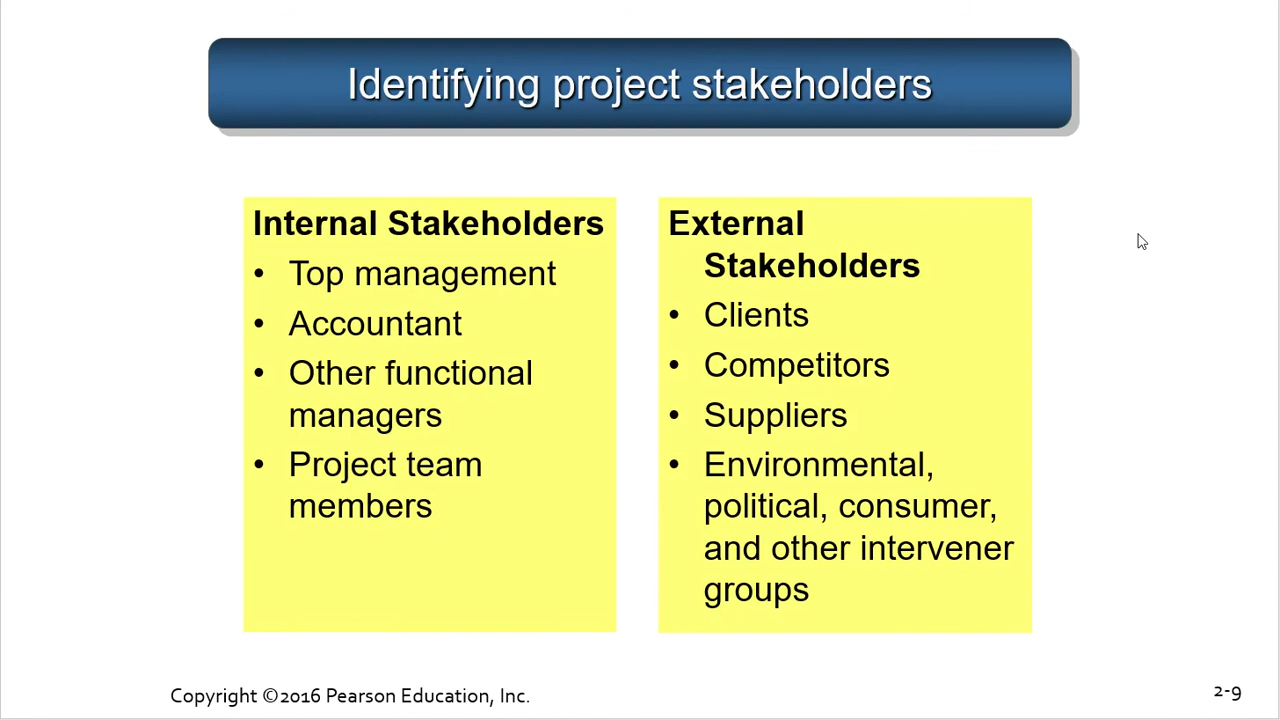 Identifying project stakeholders
Internal Stakeholders
• Top management
• Accountant
• Other functional
managers
• Project team
members
External
Stakeholders
• Clients
• Competitors
• Suppliers
• Environmental,
political, consumer,
and other intervener
groups
Copyright ©2016 Pearson Education, Inc.
2-9